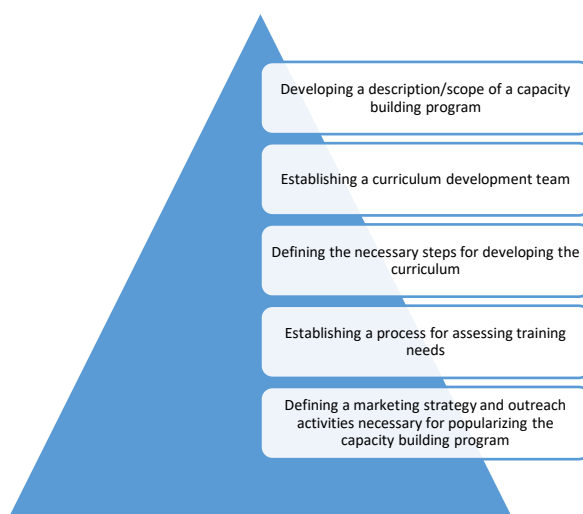 Developing a description/scope of a capacity
building program
Establishing a curriculum development team
Defining the necessary steps for developing the
curriculum
Establishing a process for assessing training
needs
Defining a marketing strategy and outreach
activities necessary for popularizing the
capacity building program